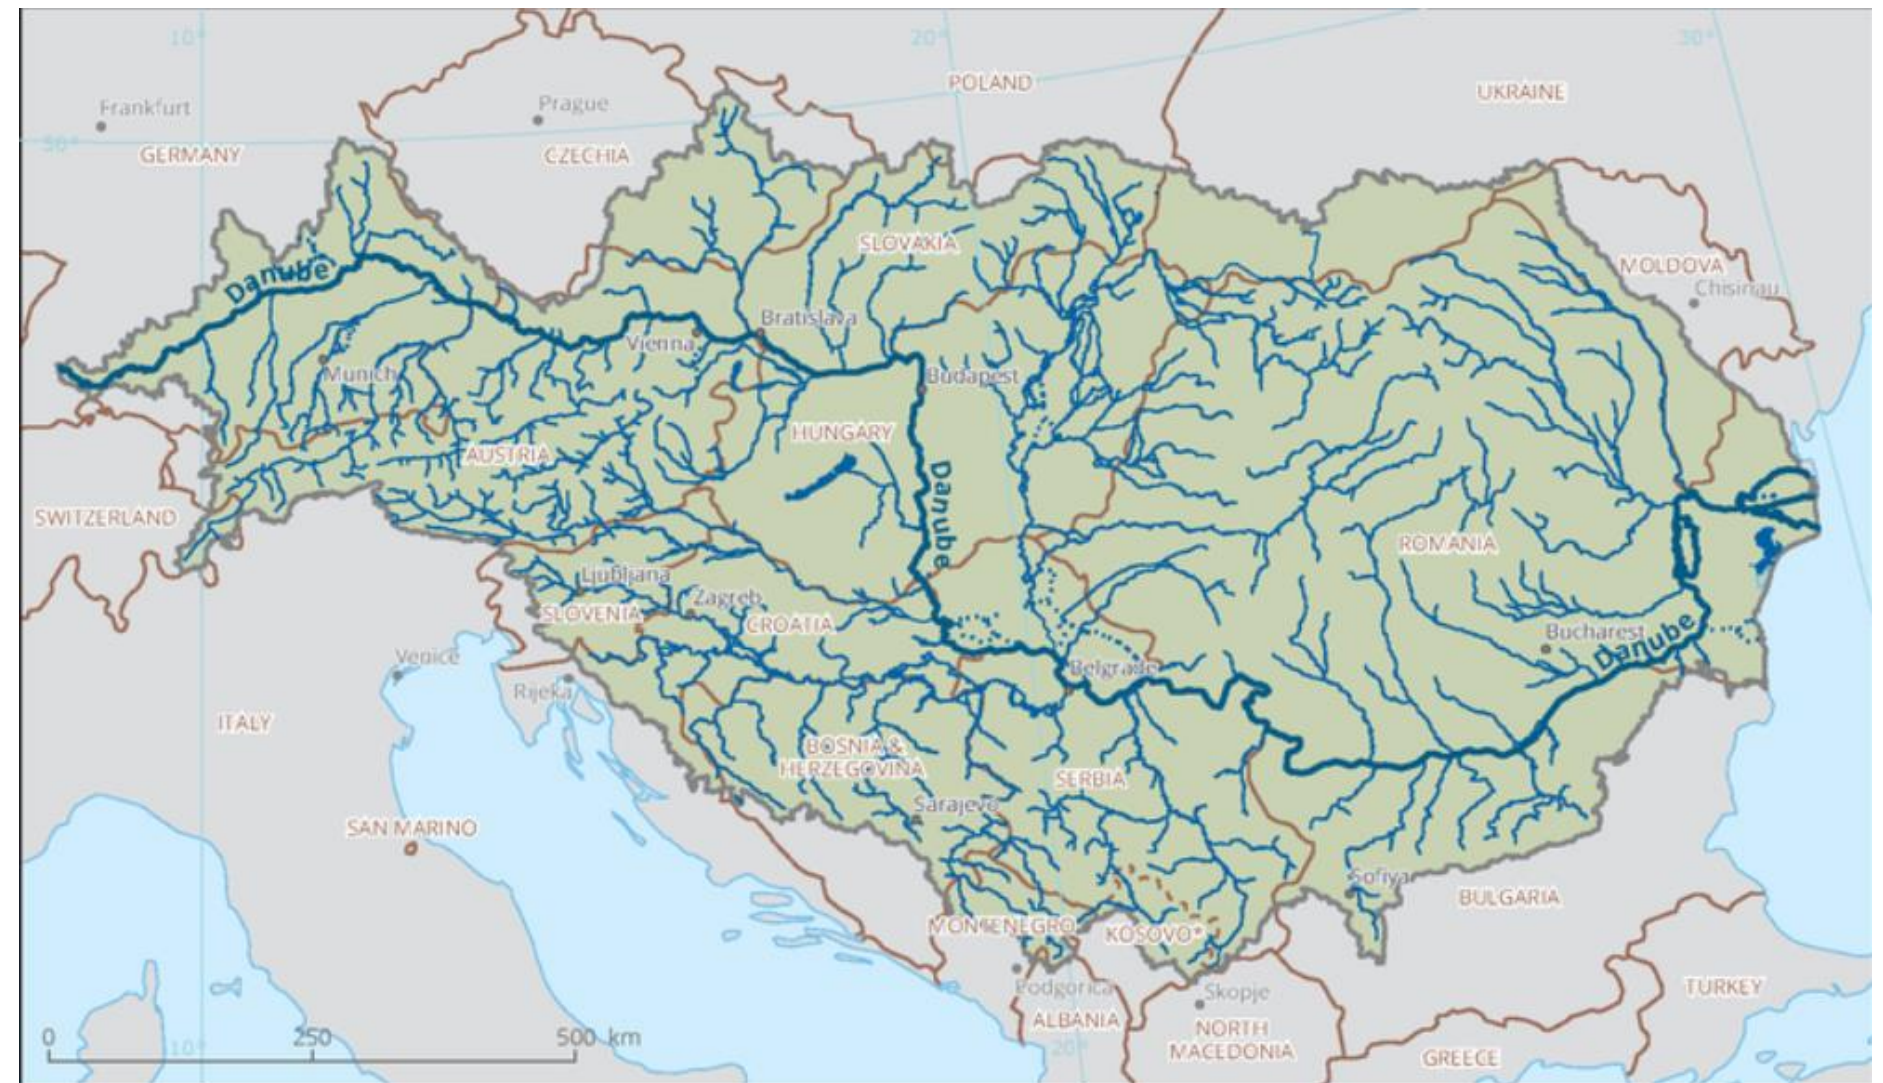 10°
20°
30°
POLAND
UKRAINE
Frankfurt
Prague
50°
GERMANY
CZECHIA
SLOVAKIA
MOLDOVA
Danube
Chisinau
Bratislava
Vienna
Munich
Budapest
HUNGARY
AUSTRIA
Danube
SWITZERLAND
ROMANIA
Ljubljana
Zagreb
SLOVENIA
CROATIA
Bucharest
Danube
Venice
Belgrade
Rijeka
ITALY
BOSNIA &
HERZEGOVINA
SERBIA
Sarajevo
SAN MARINO
Sofiya
BULGARIA
MONTENEGRO
KOSOVO*
Podgorica
Skopje
TURKEY
ALBANIA
NORTH
MACEDONIA
GREECE
0 250 500 km
10°
20°